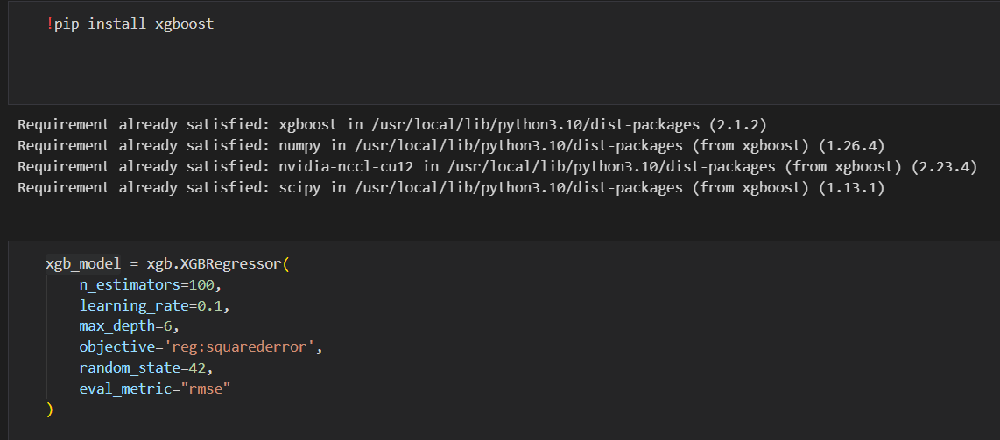 !pip install xgboost
Requirement already satisfied: xgboost in /usr/local/lib/python3.10/dist-packages (2.1.2)
Requirement already satisfied: numpy in /usr/local/lib/python3.10/dist-packages (from xgboost) (1.26.4)
Requirement already satisfied: nvidia-nccl-cu12 in /usr/local/lib/python3.10/dist-packages (from xgboost) (2.23.4)
Requirement already satisfied: scipy in /usr/local/lib/python3.10/dist-packages (from xgboost) (1.13.1)
xgb_model = xgb.XGBRegressor(
    n_estimators=100,
    learning_rate=0.1,
    max_depth=6,
    objective='reg:squarederror',
    random_state=42,
    eval_metric="rmse"
)